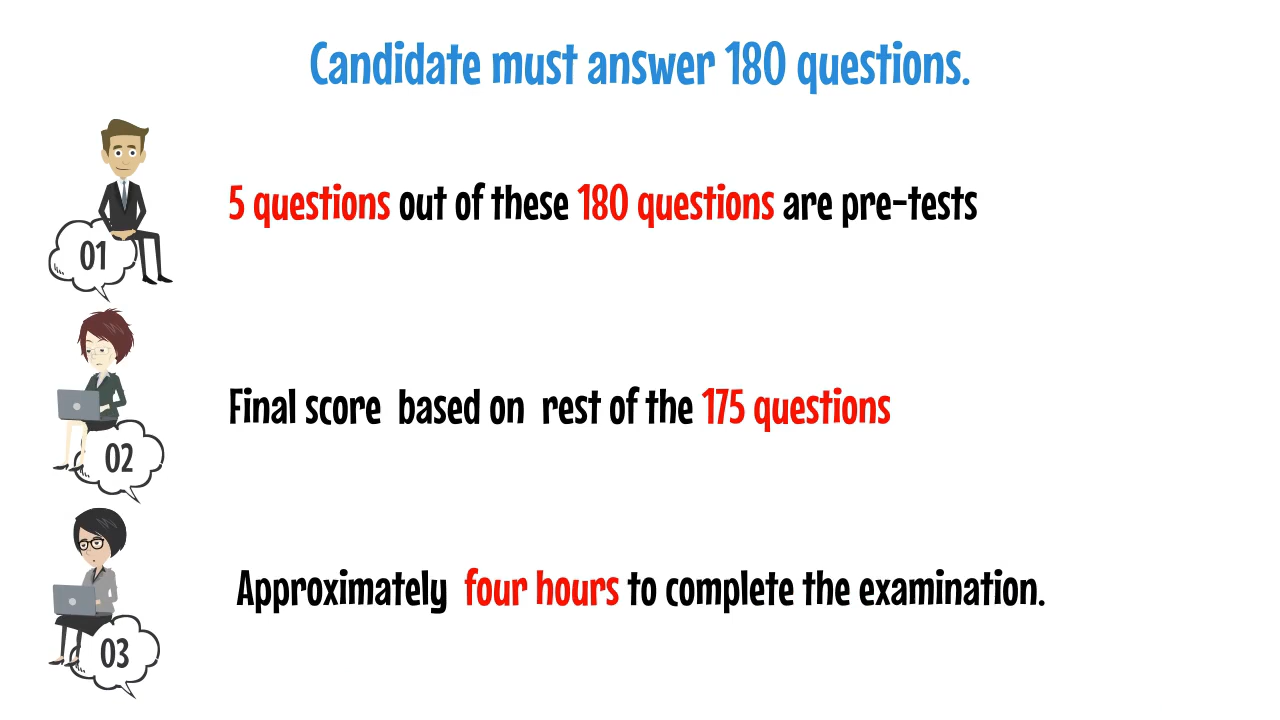 Candidate must answer 180 questions.
5 questions out of these 180 questions are pre-tests
01
Final score based on rest of the 175 questions
02
Approximately four hours to complete the examination.
03